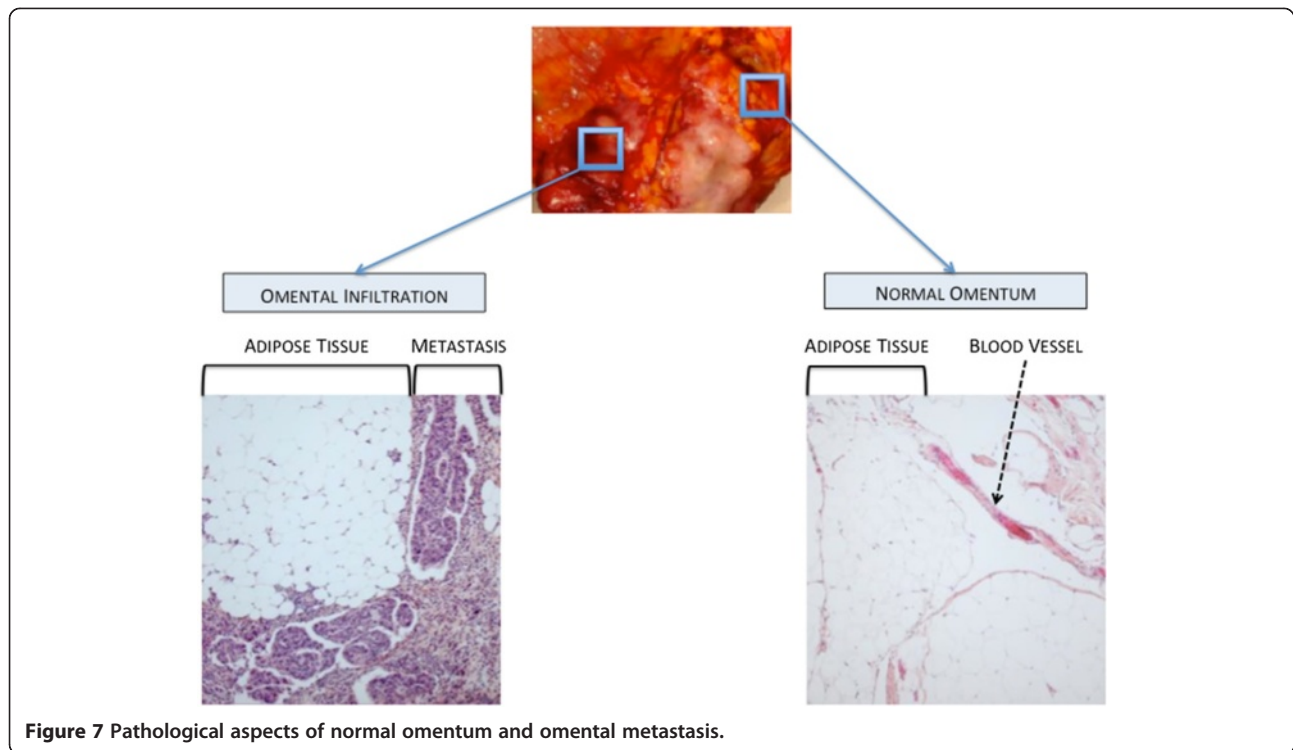 OMENTAL INFILTRATION
NORMAL OMENTUM
ADIPOSE TISSUE METASTASIS
ADIPOSE TISSUE BLOOD VESSEL
Figure 7 Pathological aspects of normal omentum and omental metastasis.